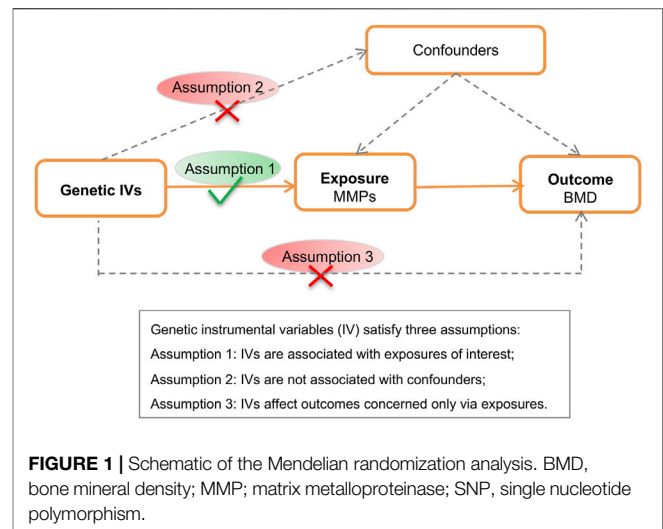 Confounders
Assumption 2
Assumption 1
Genetic IVs
Exposure
MMPs
Outcome
BMD
Assumption 3
Genetic instrumental variables (IV) satisfy three assumptions:
Assumption 1: IVs are associated with exposures of interest;
Assumption 2: IVs are not associated with confounders;
Assumption 3: IVs affect outcomes concerned only via exposures.
FIGURE 1 | Schematic of the Mendelian randomization analysis. BMD,
bone mineral density; MMP; matrix metalloproteinase; SNP, single nucleotide
polymorphism.